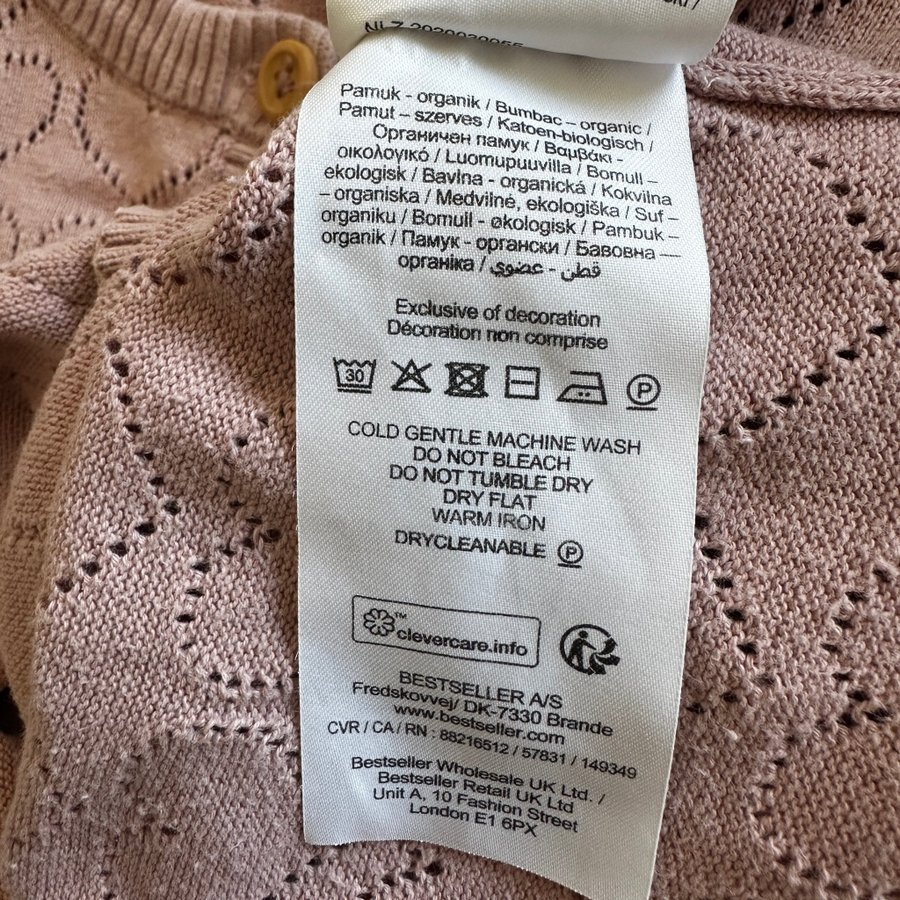 Pamuk - organik / Bumbac – organic /
Pamut – szerves / Katoen-biologisch /
Органичен памук / Βαμβάκι -
οικολογικό / Luomupuuvilla / Bomull –
ekologisk / Bavlna - organická / Kokvilna
– organiska / Medvilnė, ekologiška / Suf –
organiku / Bomull - økologisk / Pambuk –
organik / Памук - органски / Бавовна —
органіка / قطن - عضوي
Exclusive of decoration
Décoration non comprise
30
P
COLD GENTLE MACHINE WASH
DO NOT BLEACH
DO NOT TUMBLE DRY
DRY FLAT
WARM IRON
DRYCLEANABLE P
clevercare.info™
BESTSELLER A/S
Fredskovvej/ DK-7330 Brande
www.bestseller.com
CVR / CA / RN : 88216512 / 57831 / 149349
Bestseller Wholesale UK Ltd. /
Bestseller Retail UK Ltd
Unit A, 10 Fashion Street
London E1 6PX